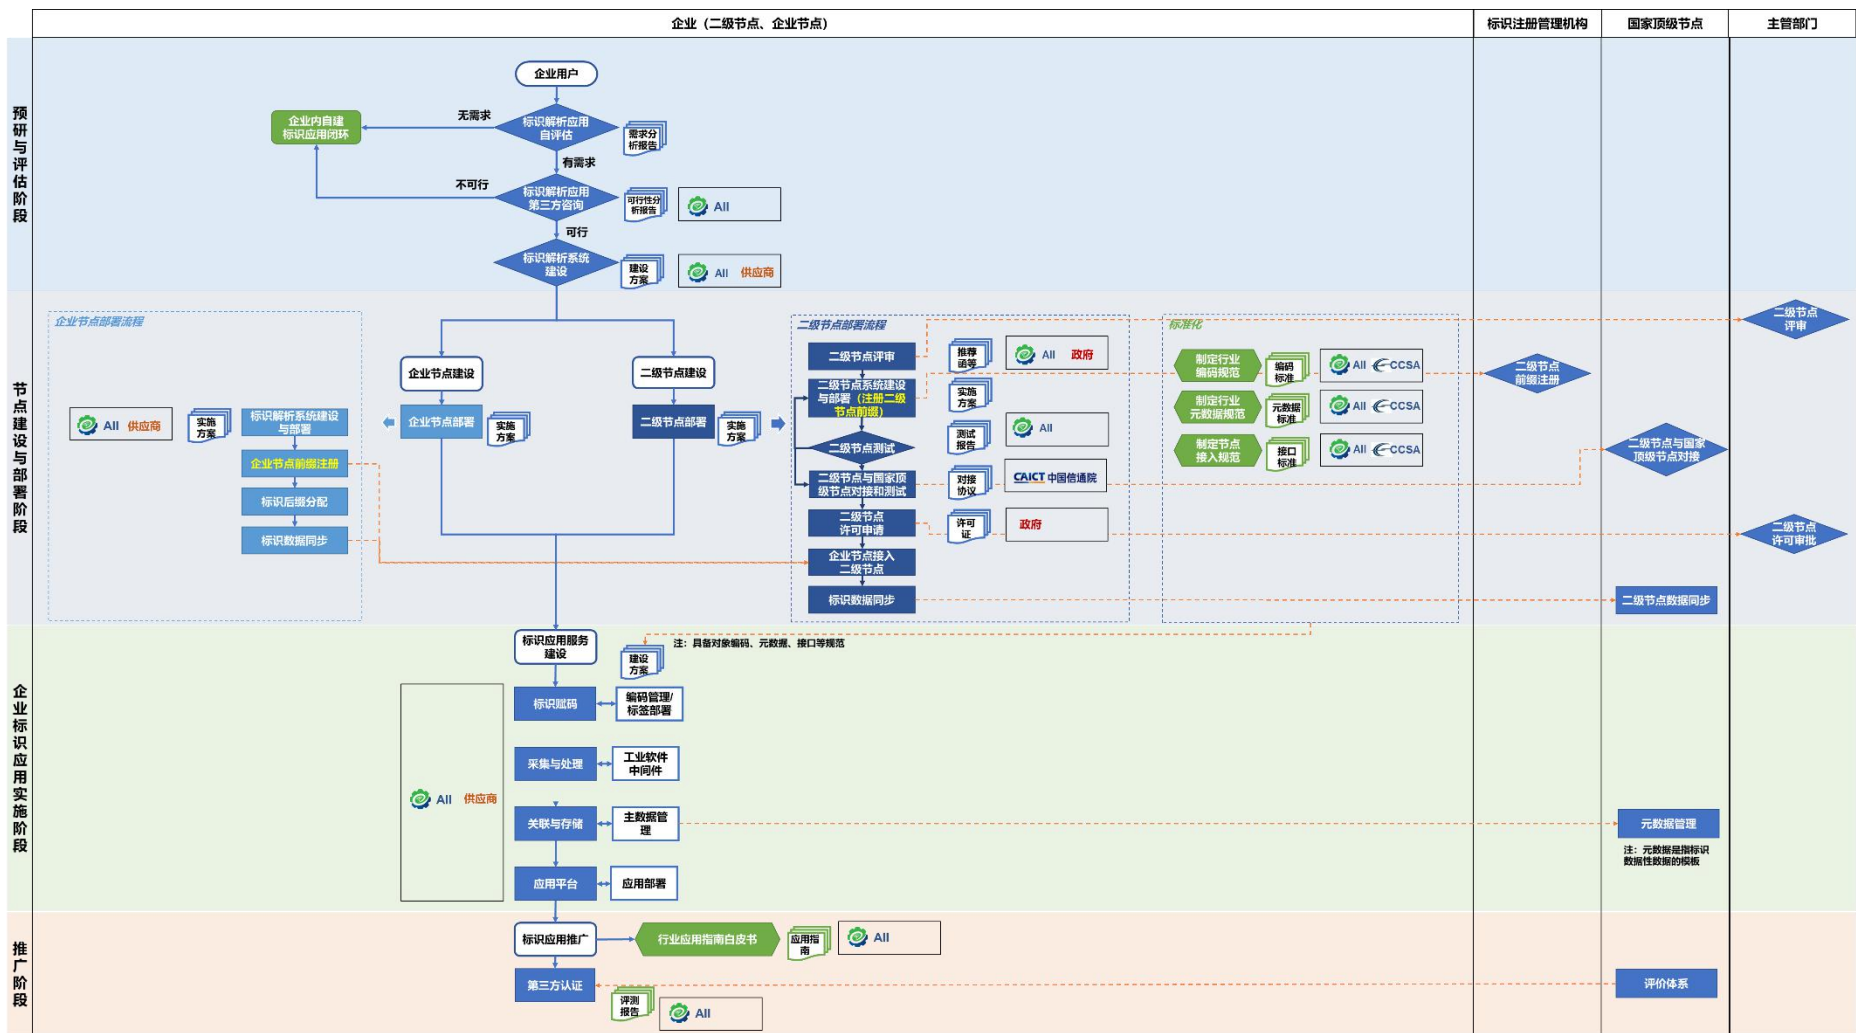 企业（二级节点、企业节点）
标识注册管理机构
国家顶级节点
主管部门
预研与评估阶段
企业用户
标识解析应用
自评估
无需求
企业内自建
标识应用闭环
需求分
析报告
有需求
标识解析应用
第三方咨询
不可行
可行性分
析报告
AII
可行
标识解析系统
建设
建设
方案
AII 供应商
节点建设与部署阶段
企业节点部署流程
AII 供应商
实施
方案
标识解析系统建设
与部署
企业节点前缀注册
标识后缀分配
标识数据同步
企业节点建设
企业节点部署
实施
方案
二级节点建设
二级节点部署
实施
方案
二级节点部署流程
二级节点评审
推荐
函等
AII 政府
二级节点系统建设
与部署（注册二级
节点前缀）
实施
方案
二级节点测试
测试
报告
AII
二级节点与国家顶
级节点对接和测试
对接
协议
CAICT 中国信通院
二级节点
许可申请
许可
证
政府
企业节点接入
二级节点
标识数据同步
标准化
制定行业
编码规范
编码
标准
AII CCSA
制定行业
元数据规范
元数据
标准
AII CCSA
制定节点
接入规范
接口
标准
AII CCSA
二级节点
前缀注册
二级节点与国家
顶级节点对接
二级节点数据同步
二级节点
评审
二级节点
许可审批
企业标识应用实施阶段
标识应用服务
建设
建设
方案
注：具备对象编码、元数据、接口等规范
AII 供应商
标识赋码
编码管理/
标签部署
采集与处理
工业软件
中间件
关联与存储
主数据管
理
应用平台
应用部署
元数据管理
注：元数据是指标识
数据性数据的模板
推广阶段
标识应用推广
行业应用指南白皮书
应用指
南
AII
第三方认证
评测
报告
AII
评价体系